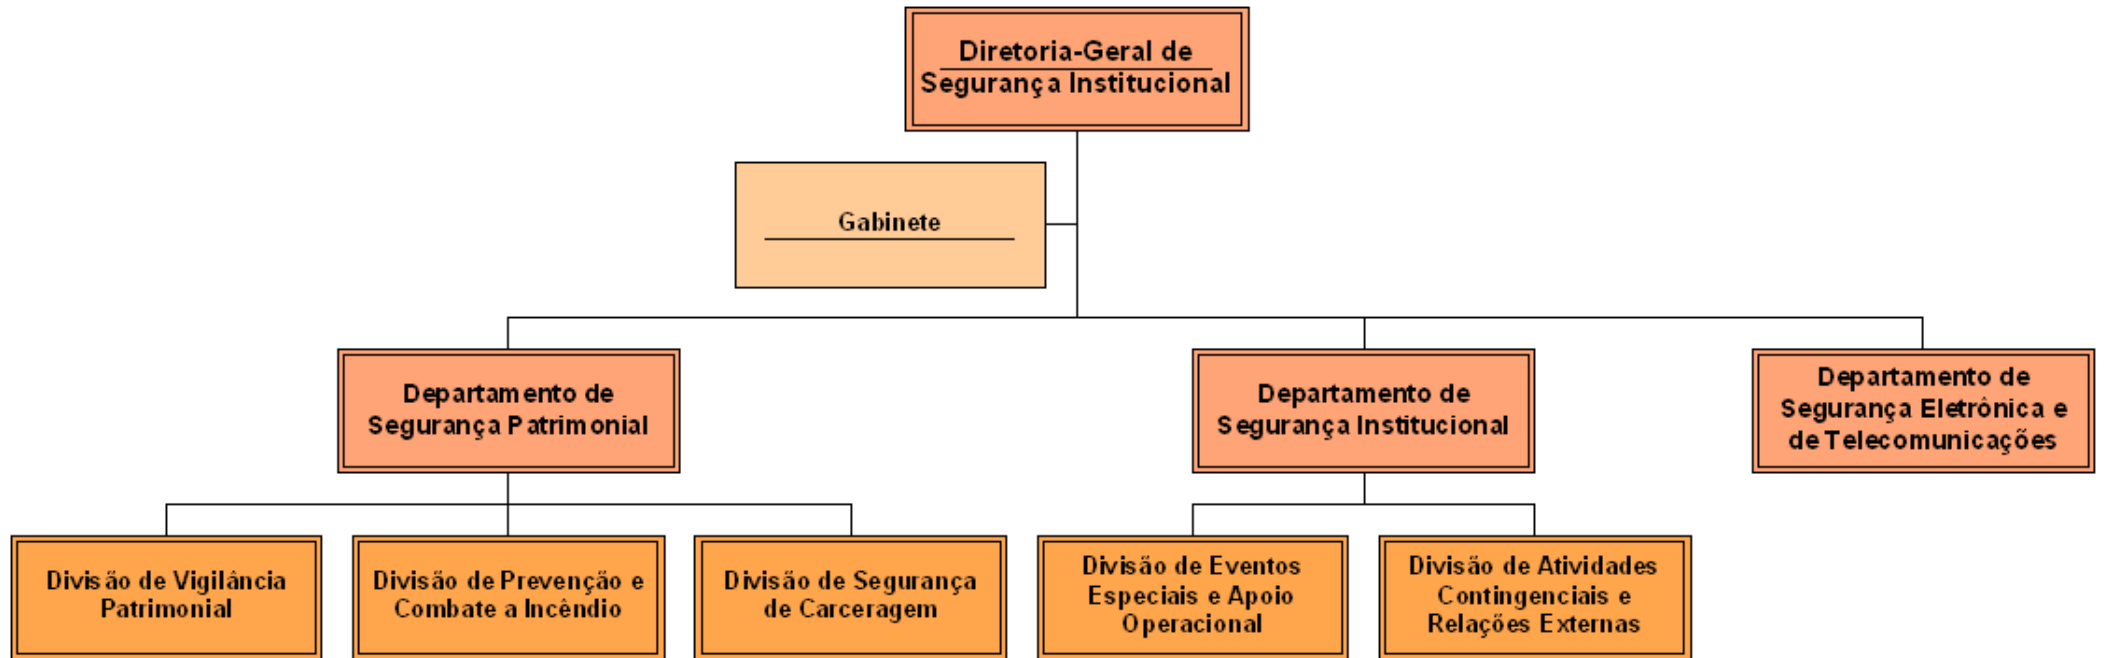 Diretoria-Geral de
Segurança Institucional
Gabinete
Departamento de
Segurança Patrimonial
Departamento de
Segurança Institucional
Departamento de
Segurança Eletrônica e
de Telecomunicações
Divisão de Vigilância
Patrimonial
Divisão de Prevenção e
Combate a Incêndio
Divisão de Segurança
de Carceragem
Divisão de Eventos
Especiais e Apoio
Operacional
Divisão de Atividades
Contingenciais e
Relações Externas